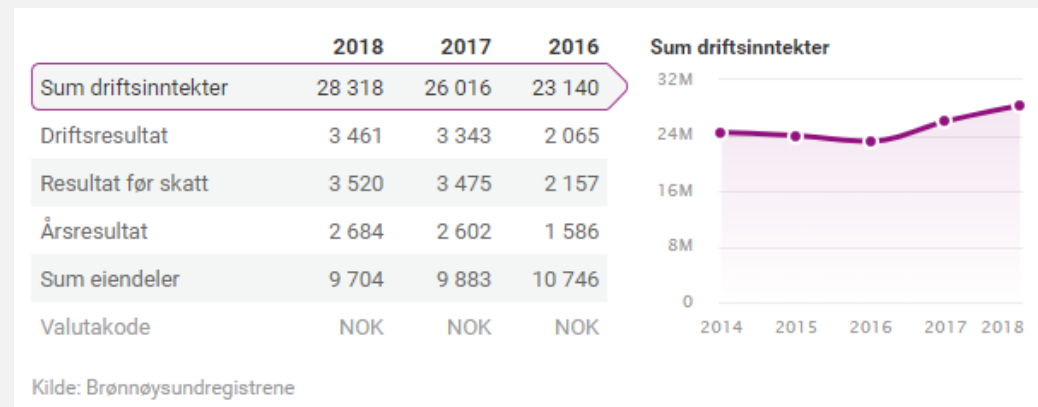 2018 2017 2016
Sum driftsinntekter 28 318 26 016 23 140
Driftsresultat 3 461 3 343 2 065
Resultat før skatt 3 520 3 475 2 157
Årsresultat 2 684 2 602 1 586
Sum eiendeler 9 704 9 883 10 746
Valutakode NOK NOK NOK
Kilde: Brønnøysundregistrene
Sum driftsinntekter
32M
24M
16M
8M
0
2014 2015 2016 2017 2018